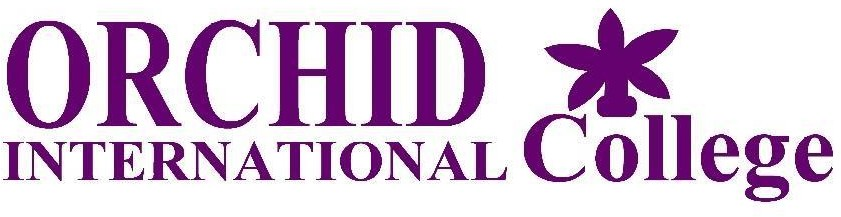 ORCHID
INTERNATIONAL College